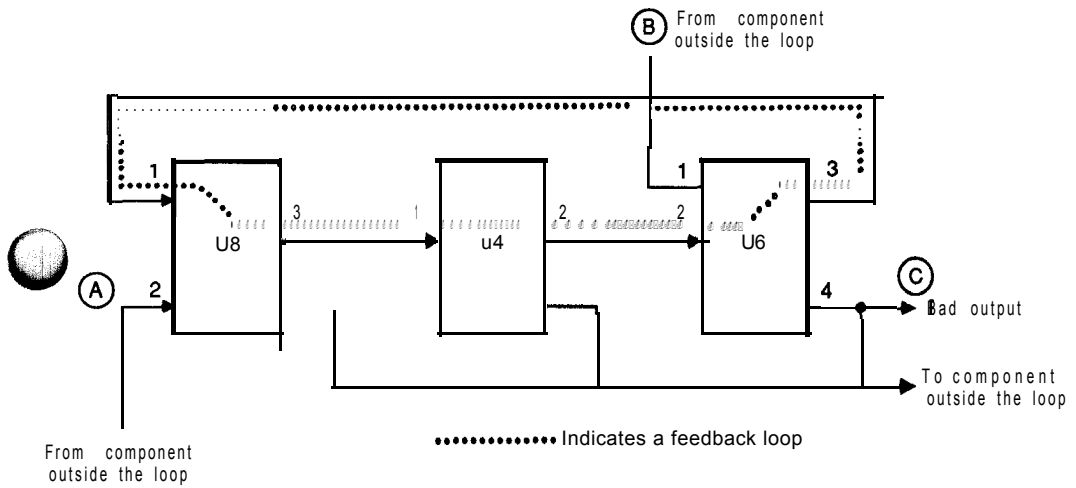 B
From component
outside the loop
1
3
1
3
1
2
2
U8
u4
U6
A
2
4
C
Bad output
To component
outside the loop
Indicates a feedback loop
From component
outside the loop